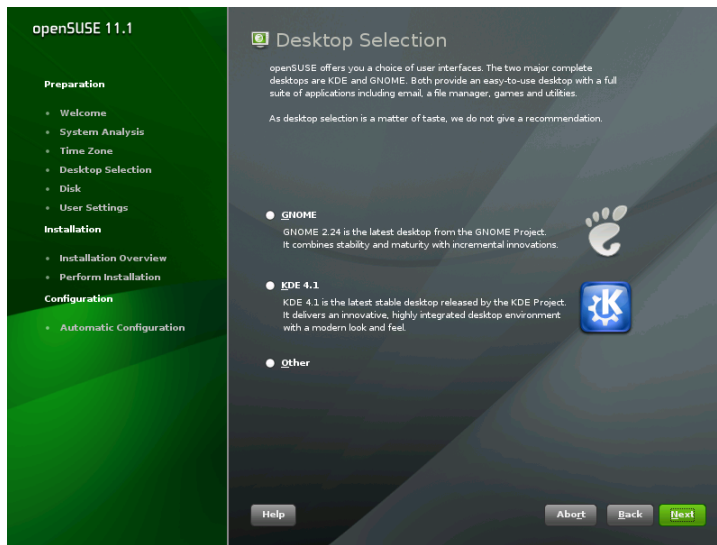 openSUSE 11.1
Preparation
Welcome
System Analysis
Time Zone
Desktop Selection
Disk
User Settings
Installation
Installation Overview
Perform Installation
Configuration
Automatic Configuration
Desktop Selection
openSUSE offers you a choice of user interfaces. The two major complete
desktops are KDE and GNOME. Both provide an easy-to-use desktop with a full
suite of applications including email, a file manager, games and utilities.
As desktop selection is a matter of taste, we do not give a recommendation.
GNOME
GNOME 2.24 is the latest desktop from the GNOME Project.
It combines stability and maturity with incremental innovations.
KDE 4.1
KDE 4.1 is the latest stable desktop released by the KDE Project.
It delivers an innovative, highly integrated desktop environment
with a modern look and feel.
K
Other
Help
Abort
Back
Next